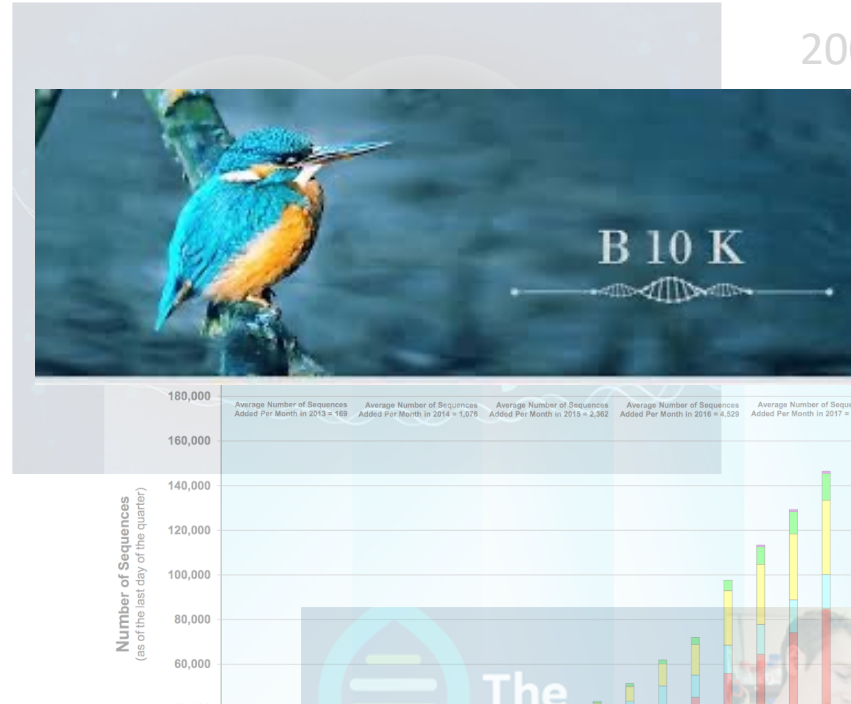 200
B 10 K
180,000
Average Number of Sequences
Added Per Month in 2013 = 169
Average Number of Sequences
Added Per Month in 2014 = 1,076
Average Number of Sequences
Added Per Month in 2015 = 2,362
Average Number of Sequences
Added Per Month in 2016 = 4,529
Average Number of Seque
Added Per Month in 2017 =
160,000
140,000
120,000
100,000
80,000
60,000
Number of Sequences
(as of the last day of the quarter)
The